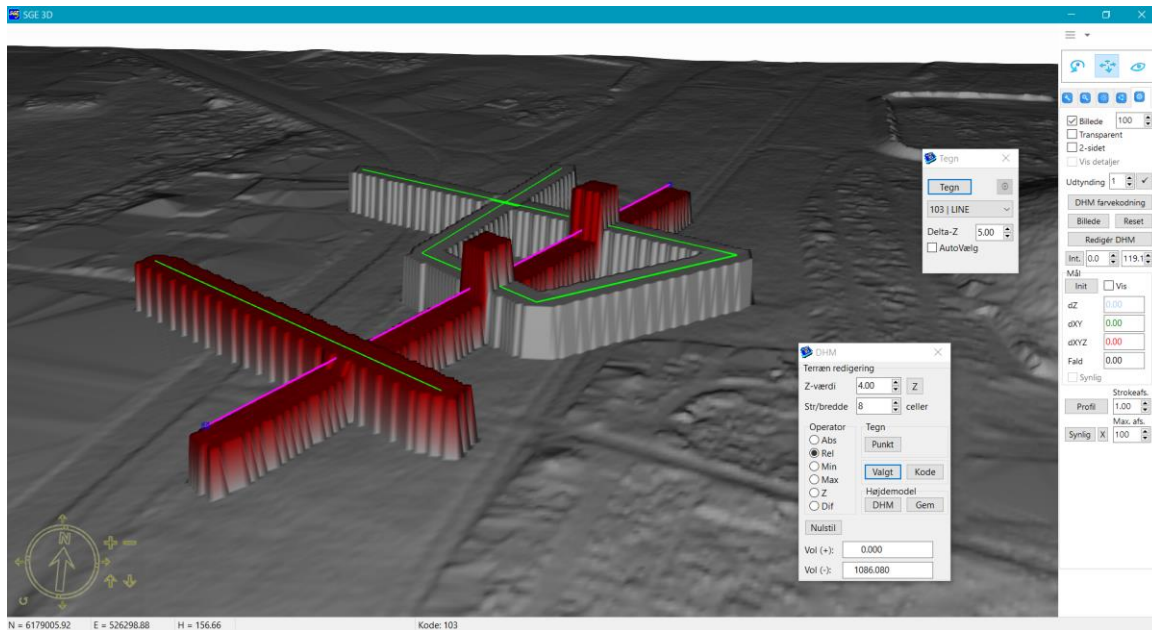 SGE 3D
Billede 100
Transparent
2-sidet
Vis detaljer
Udtynding 1
DHM farvekodning
Billede Reset
Redigér DHM
Int. 0.0 119.1
Mål
Init Vis
dZ 0.00
dXY 0.00
dXYZ 0.00
Fald 0.00
Synlig
Strokeafs.
Profil 1.00
Max. afs.
Synlig X 100
Tegn
Tegn
103 | LINE
Delta-Z 5.00
AutoVælg
DHM
Terræn redigering
Z-værdi 4.00 Z
Str/bredde 8 celler
Operator Tegn
Abs
Rel
Min
Max
Z
Dif
Punkt
Valgt Kode
Højdemodel
DHM Gem
Nulstil
Vol (+): 0.000
Vol (-): 1086.080
N
N = 6179005.92 E = 526298.88 H = 156.66 Kode: 103